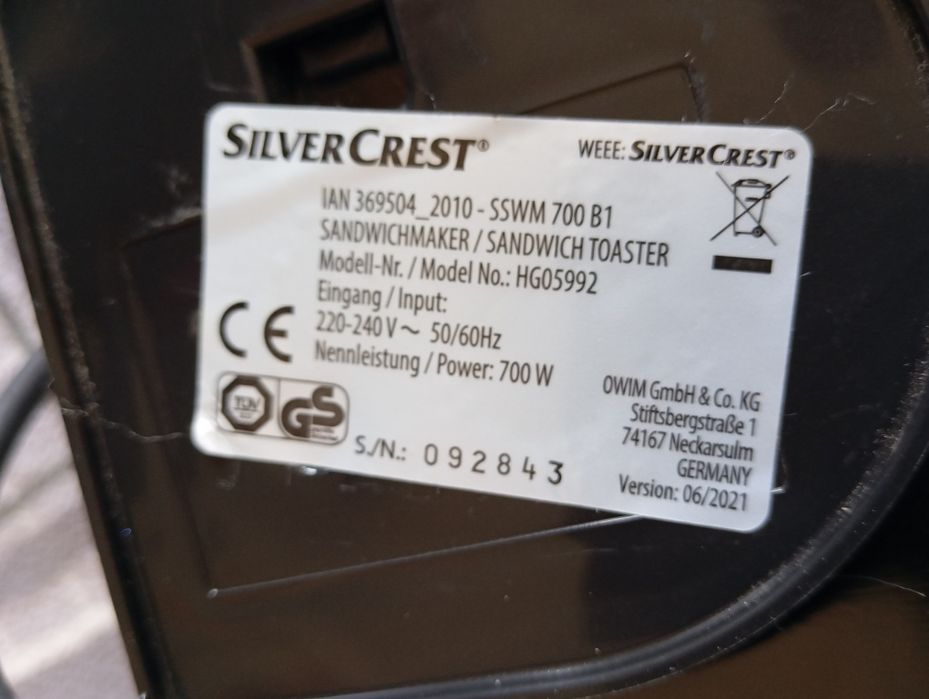 SILVERCREST®
WEEE: SILVERCREST®
IAN 369504_2010 - SSWM 700 B1
SANDWICHMAKER / SANDWICH TOASTER
Modell-Nr. / Model No.: HG05992
Eingang / Input:
220-240 V ~ 50/60Hz
Nennleistung / Power: 700 W
CE
TÜV
GS
S./N.: 092843
OWIM GmbH & Co. KG
Stiftsbergstraße 1
74167 Neckarsulm
GERMANY
Version: 06/2021